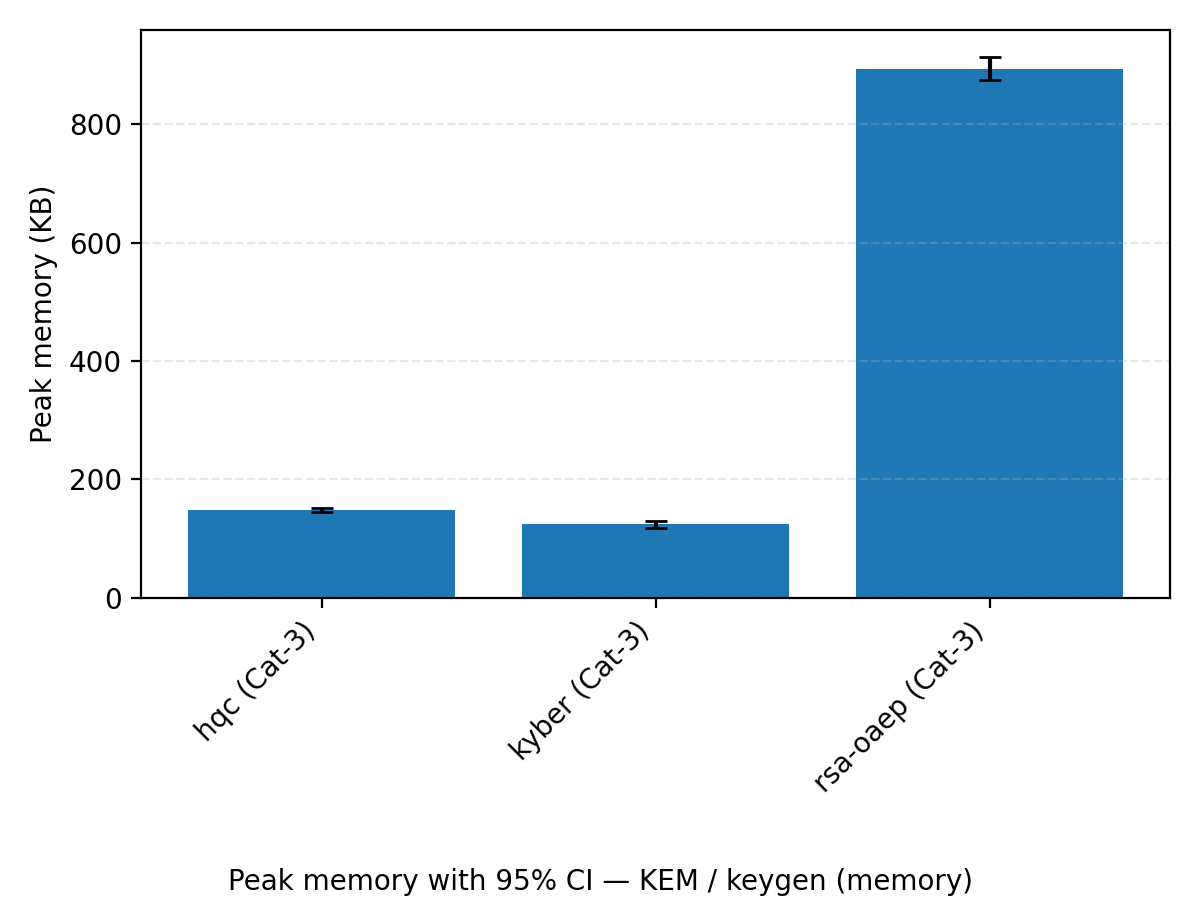 Peak memory (KB)
800
600
400
200
0
hqc (Cat-3)
kyber (Cat-3)
rsa-oaep (Cat-3)
Peak memory with 95% CI — KEM / keygen (memory)